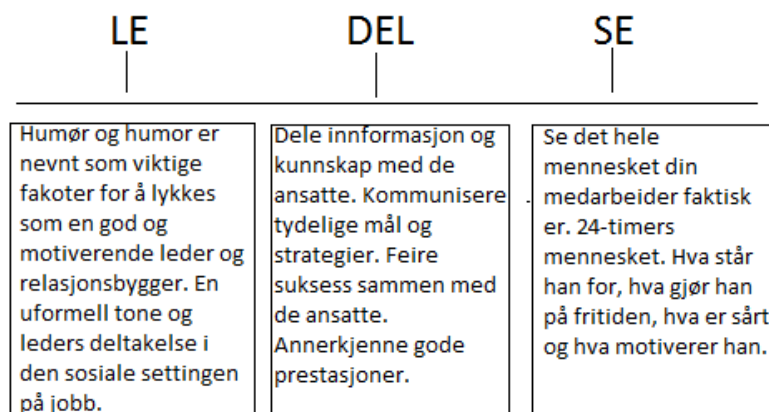 LE
DEL
SE
Humør og humor er
nevnt som viktige
fakoter for å lykkes
som en god og
motiverende leder og
relasjonsbygger. En
uformell tone og
leders deltakelse i
den sosiale settingen
på jobb.
Dele innformasjon og
kunnskap med de
ansatte. Kommunisere
tydelige mål og
strategier. Feire
suksess sammen med
de ansatte.
Annerkjenne gode
prestasjoner.
Se det hele
mennesket din
medarbeider faktisk
er. 24-timers
mennesket. Hva står
han for, hva gjør han
på fritiden, hva er sårt
og hva motiverer han.